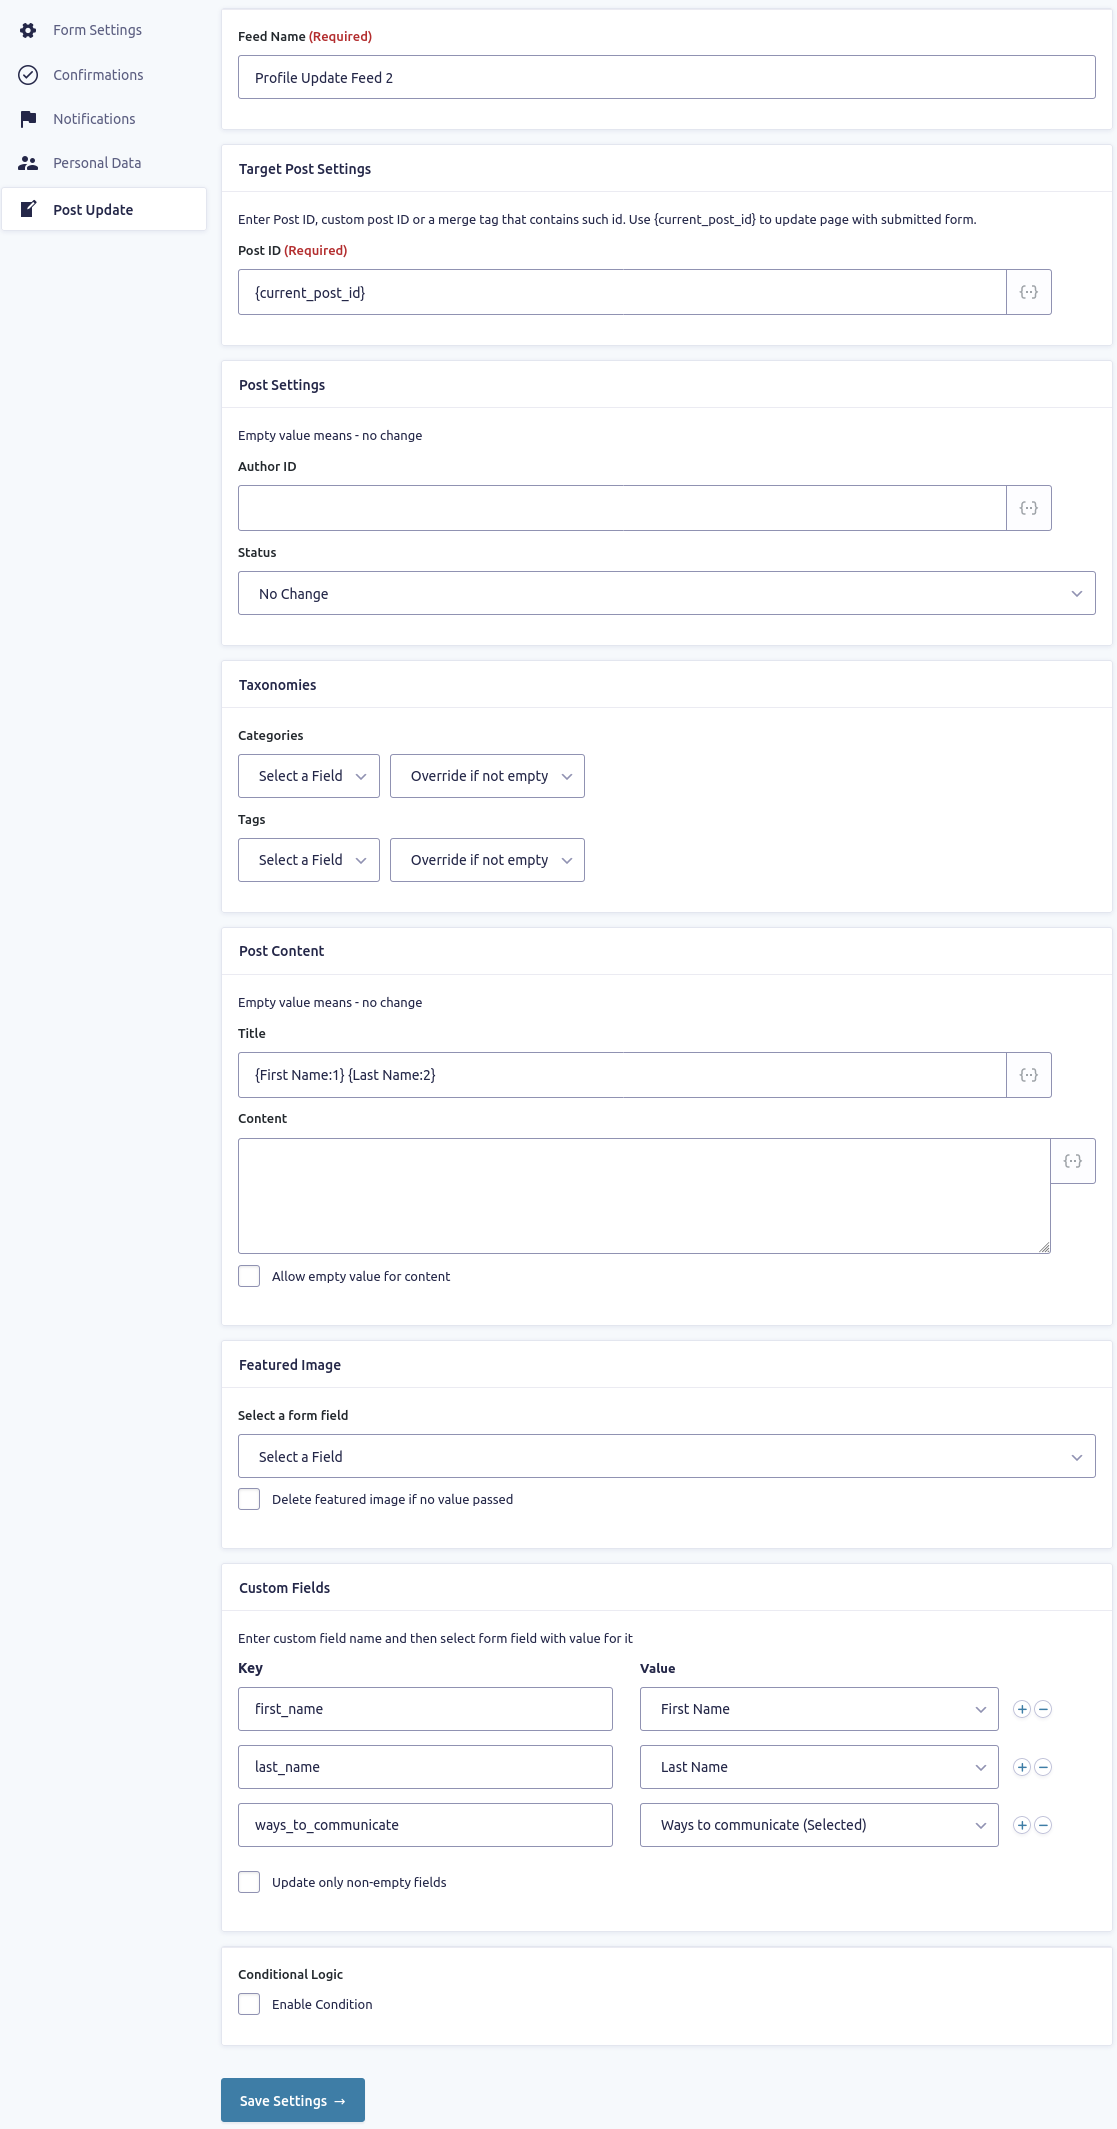 Form Settings
Confirmations
Notifications
Personal Data
Post Update
Feed Name (Required)
Profile Update Feed 2
Target Post Settings
Enter Post ID, custom post ID or a merge tag that contains such id. Use {current_post_id} to update page with submitted form.
Post ID (Required)
{current_post_id}
Post Settings
Empty value means - no change
Author ID
Status
No Change
Taxonomies
Categories
Select a Field Override if not empty
Tags
Select a Field Override if not empty
Post Content
Empty value means - no change
Title
{First Name:1} {Last Name:2}
Content
Allow empty value for content
Featured Image
Select a form field
Select a Field
Delete featured image if no value passed
Custom Fields
Enter custom field name and then select form field with value for it
Key Value
first_name First Name
last_name Last Name
ways_to_communicate Ways to communicate (Selected)
Update only non-empty fields
Conditional Logic
Enable Condition
Save Settings →